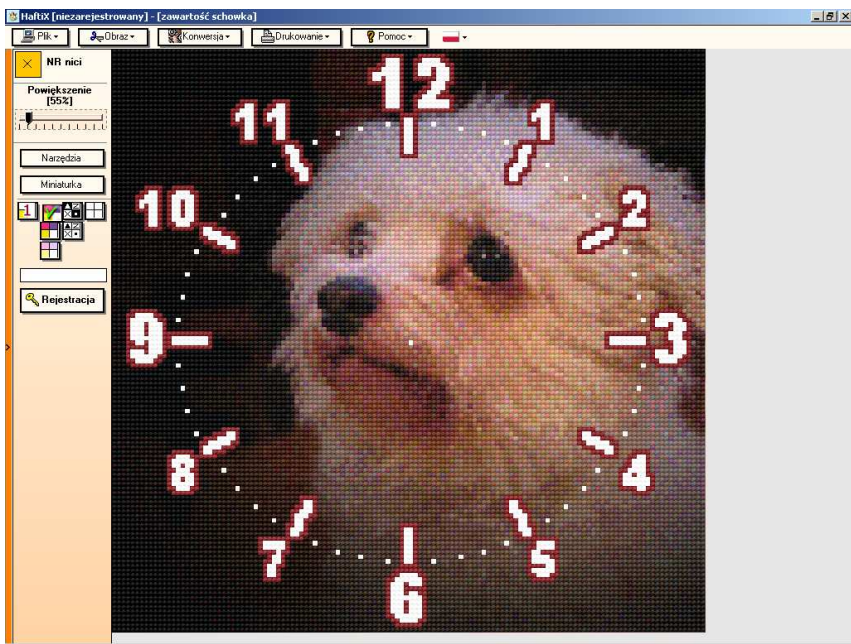 HaftiX [niezarejestrowany] - [zawartość schowka]
Plik Obraz Konwersja Drukowanie Pomoc
NR nici
Powiększenie
[55%]
Narzędzia
Miniaturka
1
Rejestracja
12
11 1
10 2
9 3
8 4
7 5
6